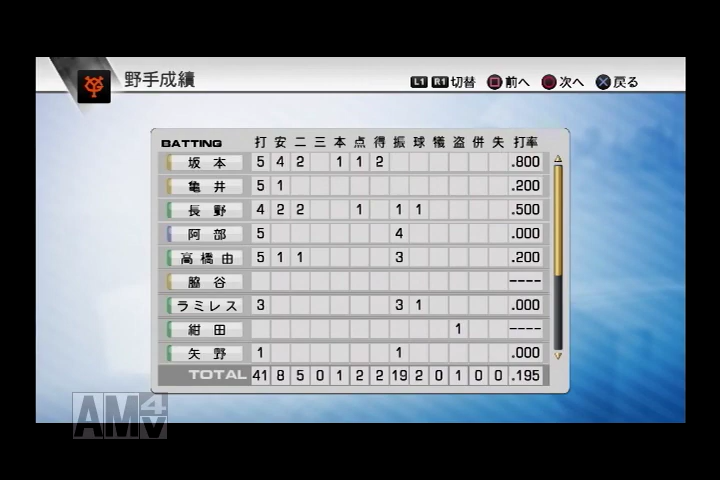 野手成績
L1 R1 切替 前へ 次へ 戻る
BATTING 打 安 二 三 本 点 得 振 球 犠 盗 併 失 打率
坂本 5 4 2 1 1 2 .800
亀井 5 1 .200
長野 4 2 2 1 1 1 .500
阿部 5 4 .000
高橋由 5 1 1 3 .200
脇谷 ----
ラミレス 3 3 1 .000
紺田 1 ----
矢野 1 1 .000
TOTAL 41 8 5 0 1 2 2 19 2 0 1 0 0 .195
AM4V